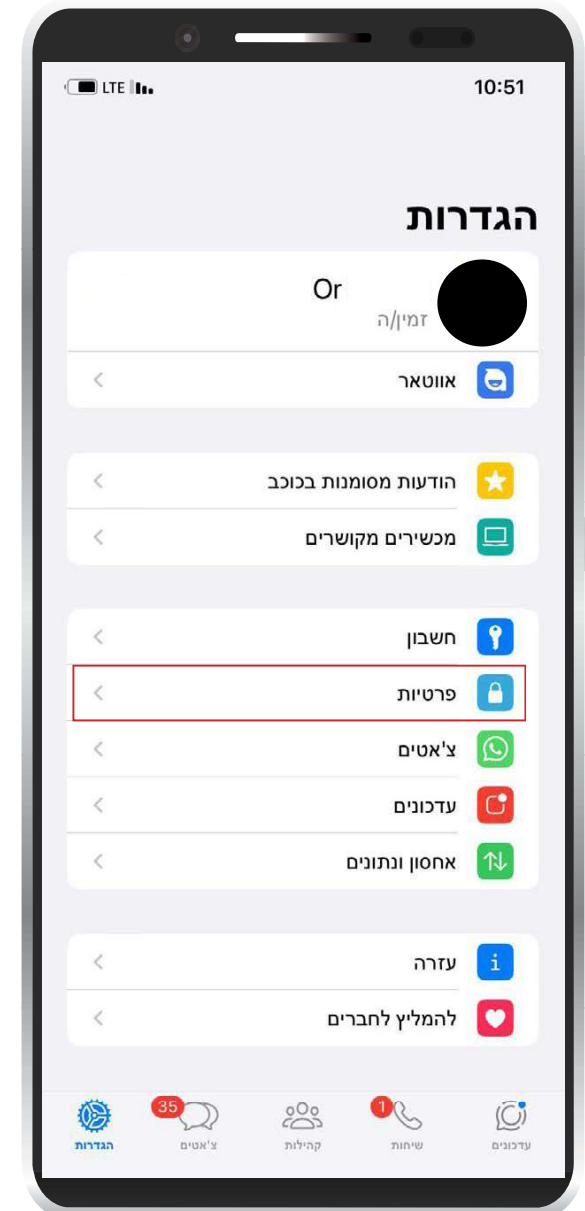 LTE 10:51
הגדרות
Or
זמין/ה
אווטאר
הודעות מסומנות בכוכב
מכשירים מקושרים
חשבון
פרטיות
צ'אטים
עדכונים
אחסון ונתונים
עזרה
להמליץ לחברים
1
35
עדכונים
שיחות
קהילות
צ'אטים
הגדרות